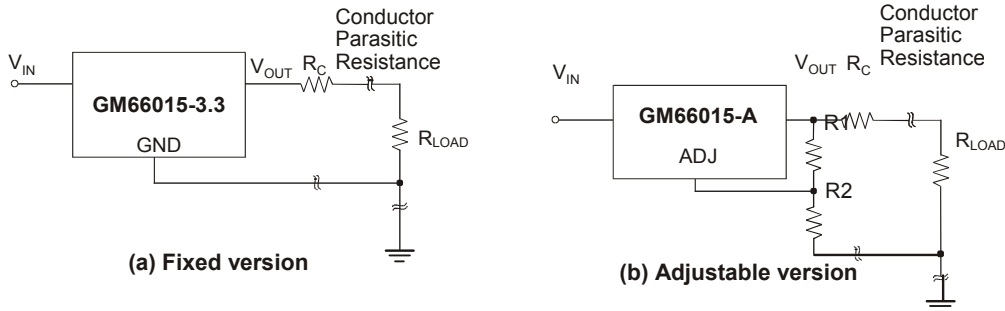 Conductor
Parasitic
Resistance
V_IN
V_OUT
R_C
GM66015-3.3
GND
R_LOAD
(a) Fixed version
Conductor
Parasitic
Resistance
V_IN
V_OUT R_C
GM66015-A
R1
ADJ
R_LOAD
R2
(b) Adjustable version